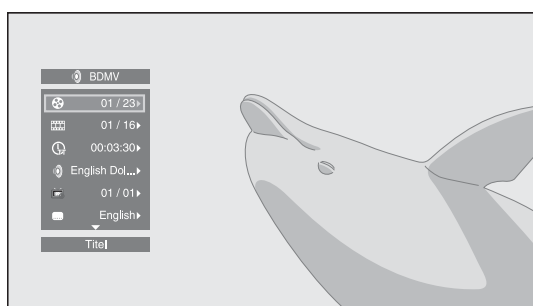 BDMV
01 / 23
01 / 16
00:03:30
English Dol...
01 / 01
English
Titel